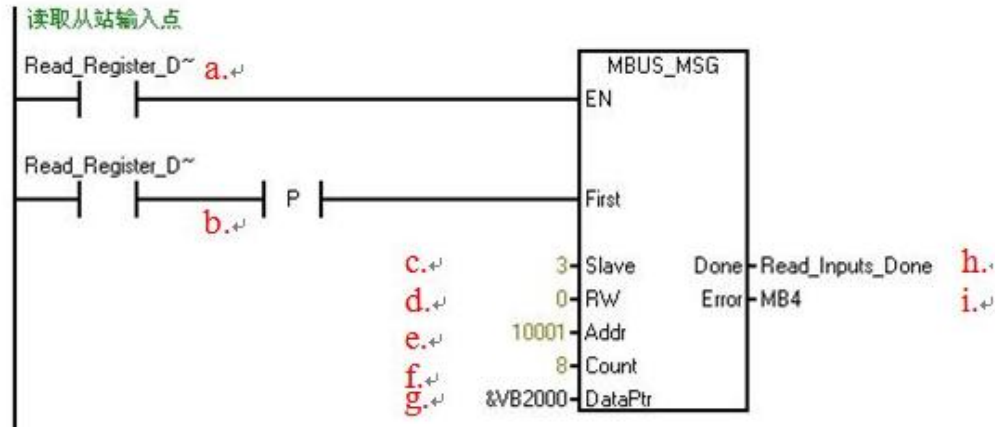 读取从站输入点
Read_Register_D~ a.↵
MBUS_MSG
EN
Read_Register_D~
P
First
b.↵
c.↵ 3 Slave Done Read_Inputs_Done h.
d.↵ 0 RW Error MB4 i.↵
e.↵ 10001 Addr
f.↵ 8 Count
g.↵ &VB2000 DataPtr